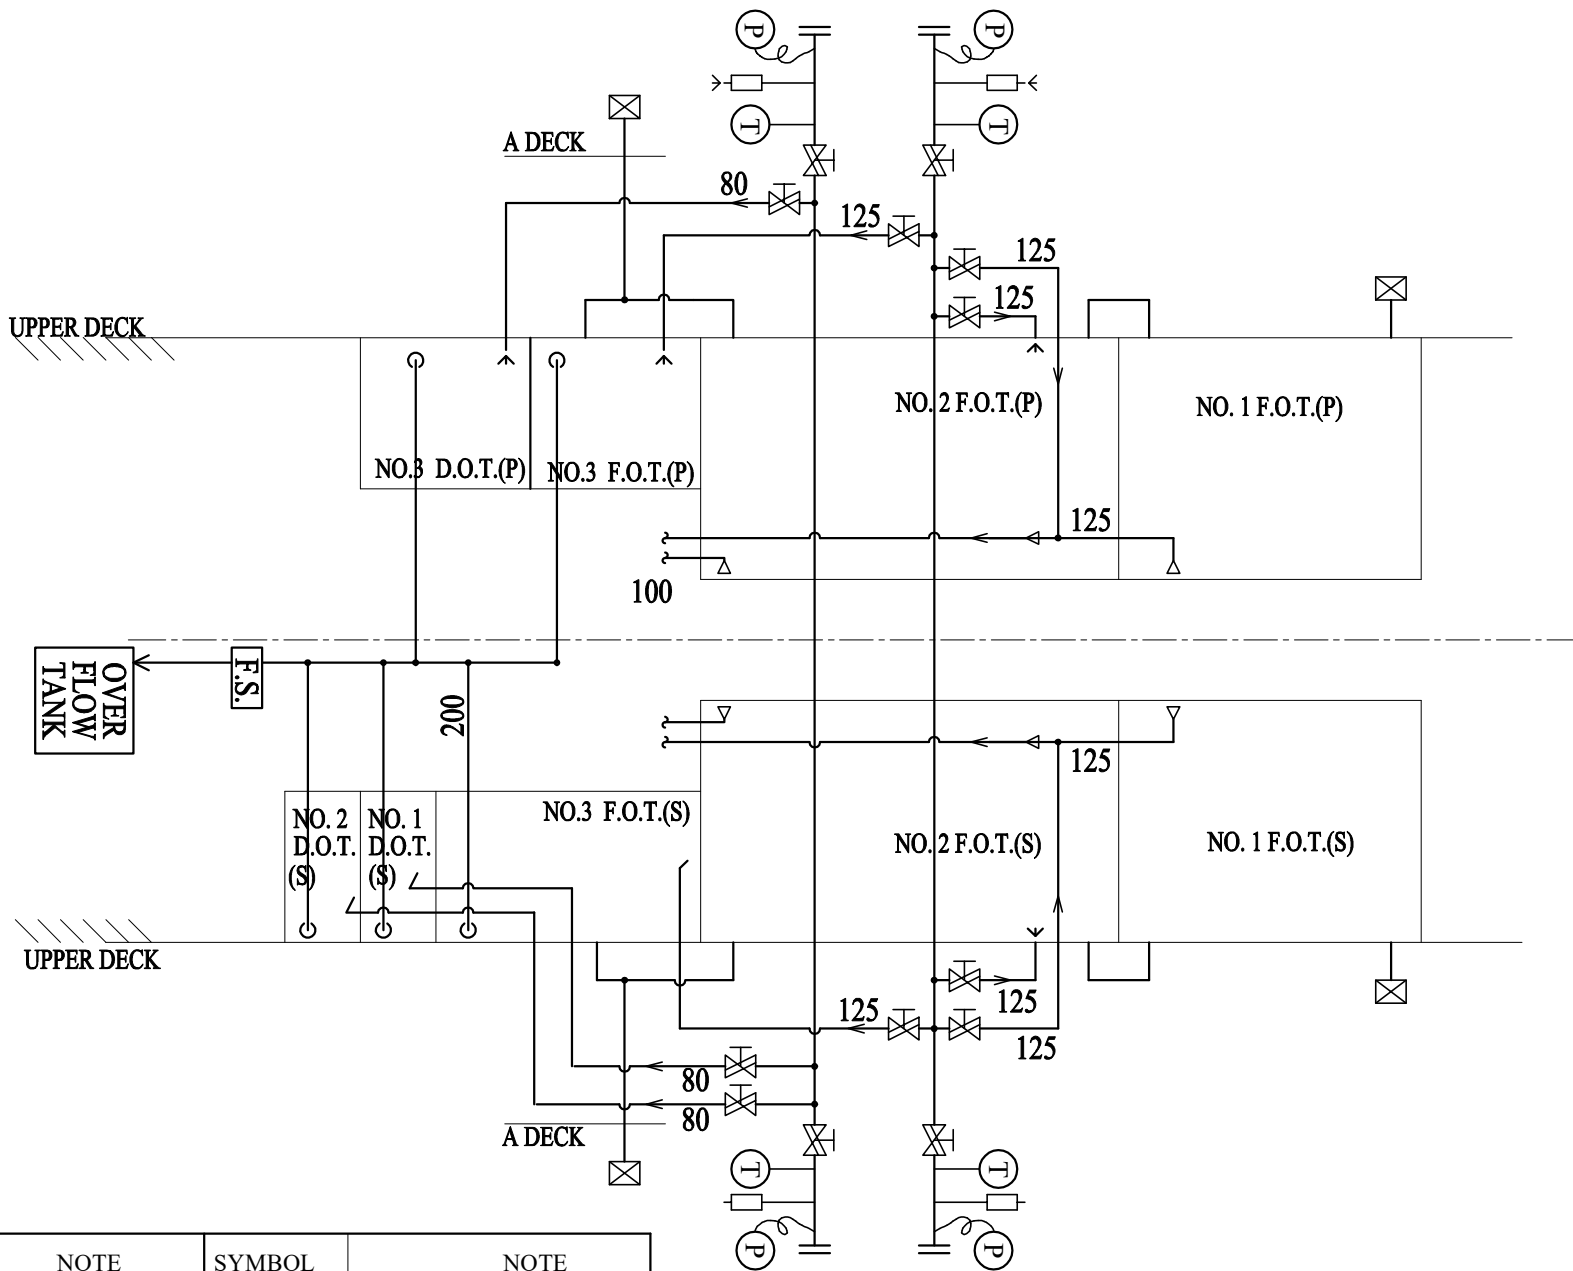 P
P
T
T
A DECK
80
125
125
125
UPPER DECK
NO. 2 F.O.T.(P)
NO. 1 F.O.T.(P)
NO.3 D.O.T.(P)
NO.3 F.O.T.(P)
125
100
OVER
FLOW
TANK
F.S.
200
125
NO.3 F.O.T.(S)
NO. 2
D.O.T.
(S)
NO. 1
D.O.T.
(S)
NO. 2 F.O.T.(S)
NO. 1 F.O.T.(S)
UPPER DECK
125
125
125
80
80
A DECK
T
T
P
P
NOTE
SYMBOL
NOTE